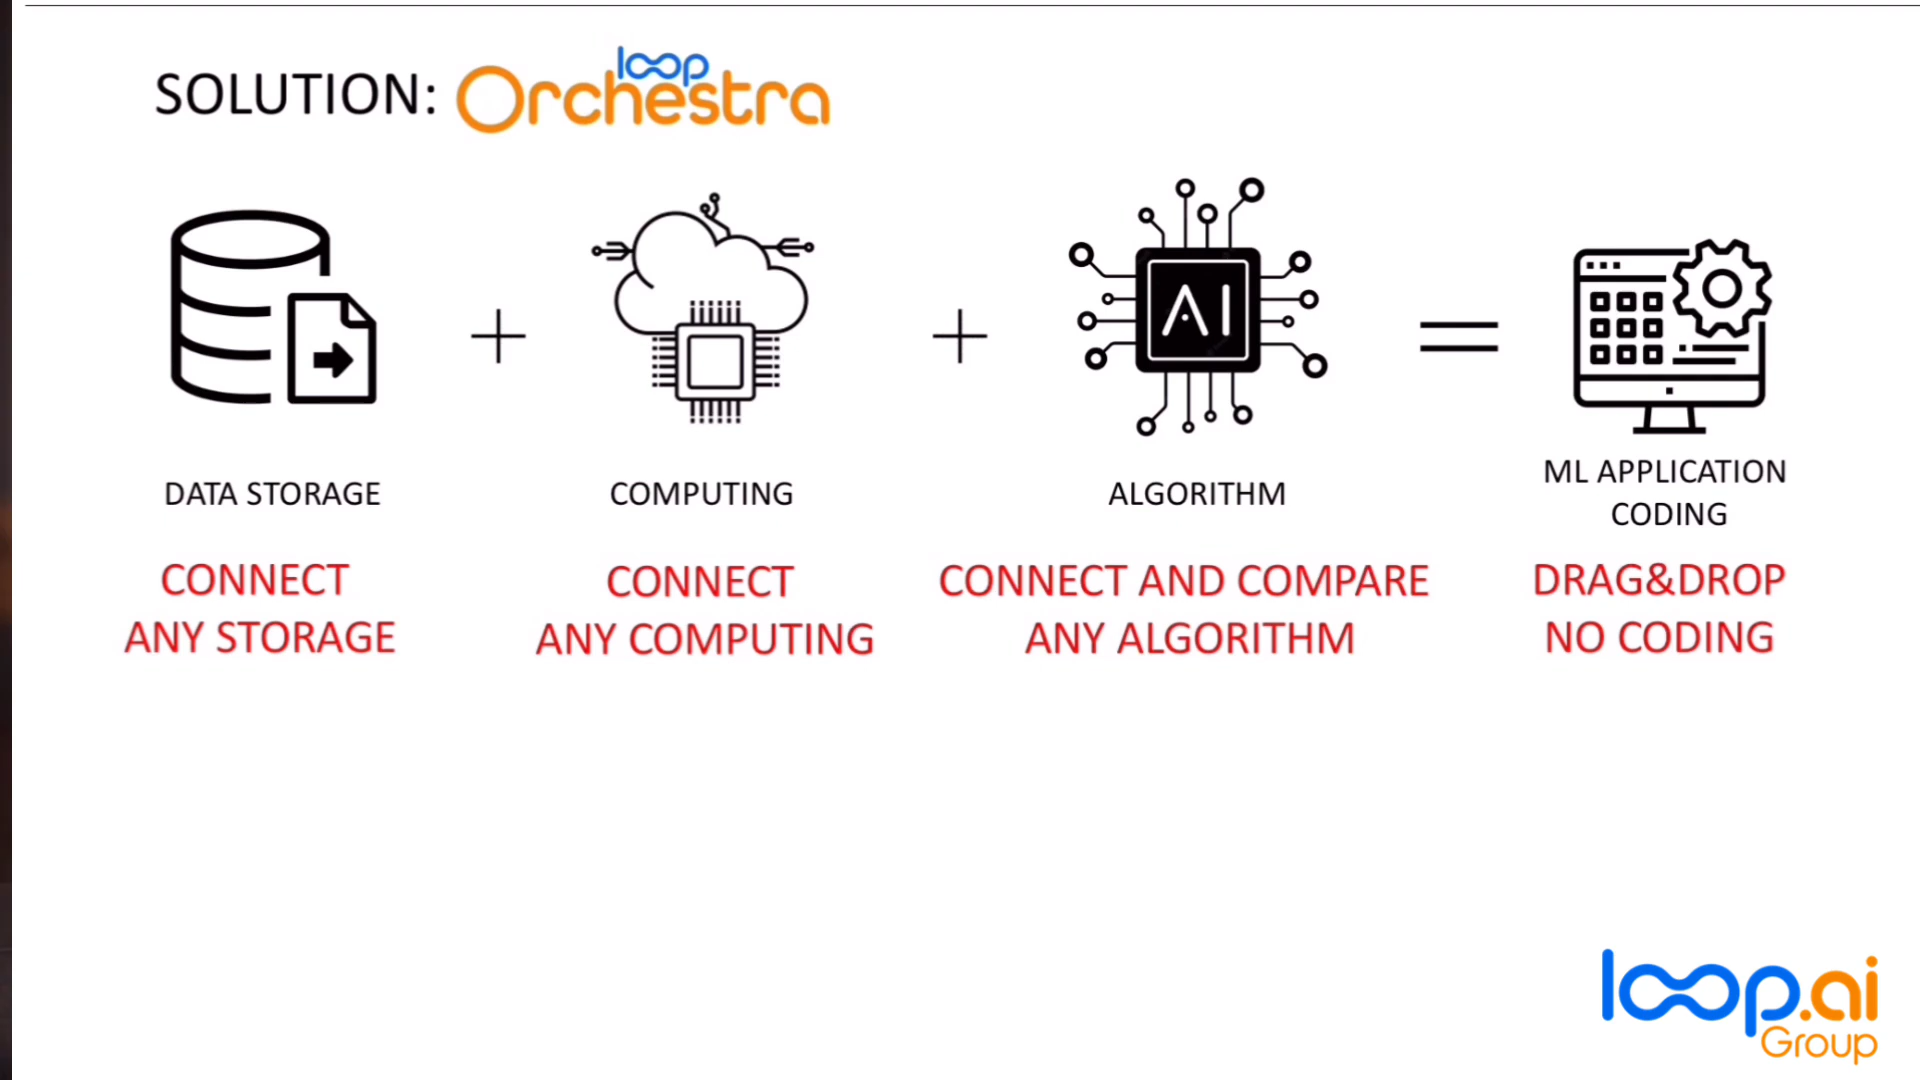 SOLUTION: loop Orchestra
AI
DATA STORAGE
COMPUTING
ALGORITHM
ML APPLICATION
CODING
CONNECT
ANY STORAGE
CONNECT
ANY COMPUTING
CONNECT AND COMPARE
ANY ALGORITHM
DRAG&DROP
NO CODING
loop.ai
Group